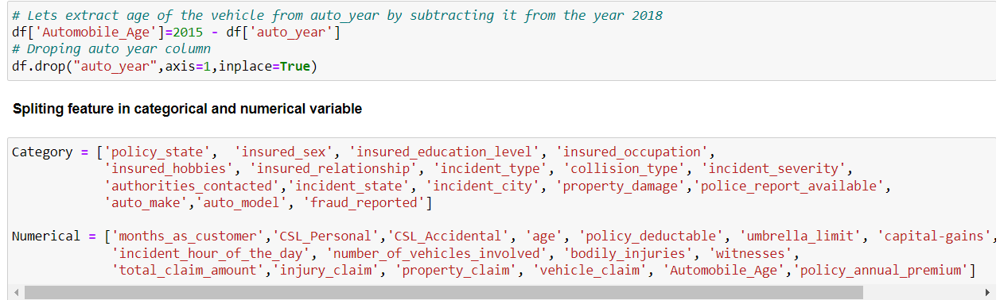 # Lets extract age of the vehicle from auto_year by subtracting it from the year 2018
df['Automobile_Age']=2015 - df['auto_year']
# Droping auto year column
df.drop("auto_year",axis=1,inplace=True)
Spliting feature in categorical and numerical variable
Category = ['policy_state',  'insured_sex', 'insured_education_level', 'insured_occupation',
'insured_hobbies', 'insured_relationship', 'incident_type', 'collision_type', 'incident_severity',
'authorities_contacted','incident_state', 'incident_city', 'property_damage','police_report_available',
'auto_make','auto_model', 'fraud_reported']
Numerical = ['months_as_customer','CSL_Personal','CSL_Accidental', 'age', 'policy_deductable', 'umbrella_limit', 'capital-gains',
'incident_hour_of_the_day', 'number_of_vehicles_involved', 'bodily_injuries', 'witnesses',
'total_claim_amount','injury_claim', 'property_claim', 'vehicle_claim', 'Automobile_Age','policy_annual_premium']